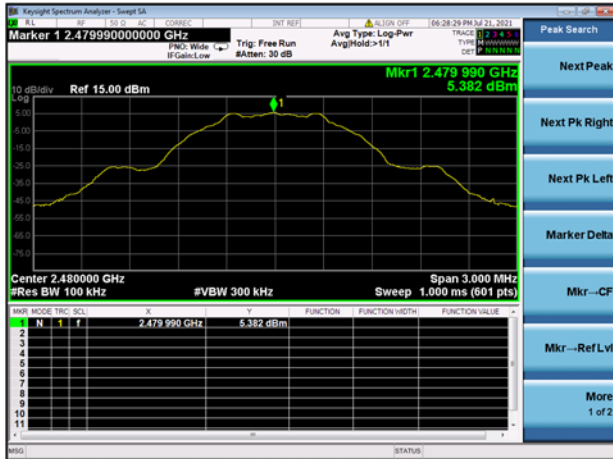 Keysight Spectrum Analyzer - Swept SA
RL RF 50 Ω AC CORREC INT REF ALIGN OFF 06:28:29 PM Jul 21, 2021
Marker 1 2.479990000000 GHz
PNO: Wide
IFGain:Low
Trig: Free Run
#Atten: 30 dB
Avg Type: Log-Pwr
Avg|Hold:>1/1
TRACE 1 2 3 4 5 6
TYPE MWWWWW
DET P NNNNN
Peak Search
Mkr1 2.479 990 GHz
5.382 dBm
10 dB/div Ref 15.00 dBm
Log
1
5.00
-5.00
-15.0
-25.0
-35.0
-45.0
-55.0
-65.0
-75.0
Center 2.480000 GHz Span 3.000 MHz
#Res BW 100 kHz #VBW 300 kHz Sweep 1.000 ms (601 pts)
MKR MODE TRC SCL X Y FUNCTION FUNCTION WIDTH FUNCTION VALUE
1 N 1 f 2.479 990 GHz 5.382 dBm
2
3
4
5
6
7
8
9
10
11
MSG STATUS
Next Peak
Next Pk Right
Next Pk Left
Marker Delta
Mkr→CF
Mkr→Ref Lvl
More
1 of 2